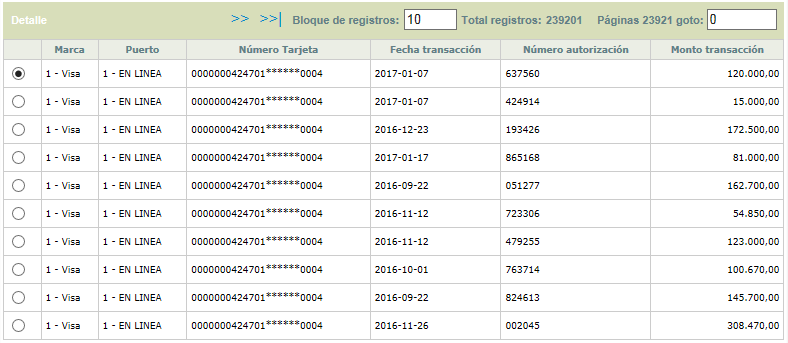 Detalle >> >>| Bloque de registros: 10 Total registros: 239201 Páginas 23921 goto: 0
Marca Puerto Número Tarjeta Fecha transacción Número autorización Monto transacción
1 - Visa 1 - EN LINEA 0000000424701******0004 2017-01-07 637560 120.000,00
1 - Visa 1 - EN LINEA 0000000424701******0004 2017-01-07 424914 15.000,00
1 - Visa 1 - EN LINEA 0000000424701******0004 2016-12-23 193426 172.500,00
1 - Visa 1 - EN LINEA 0000000424701******0004 2017-01-17 865168 81.000,00
1 - Visa 1 - EN LINEA 0000000424701******0004 2016-09-22 051277 162.700,00
1 - Visa 1 - EN LINEA 0000000424701******0004 2016-11-12 723306 54.850,00
1 - Visa 1 - EN LINEA 0000000424701******0004 2016-11-12 479255 123.000,00
1 - Visa 1 - EN LINEA 0000000424701******0004 2016-10-01 763714 100.670,00
1 - Visa 1 - EN LINEA 0000000424701******0004 2016-09-22 824613 145.700,00
1 - Visa 1 - EN LINEA 0000000424701******0004 2016-11-26 002045 308.470,00